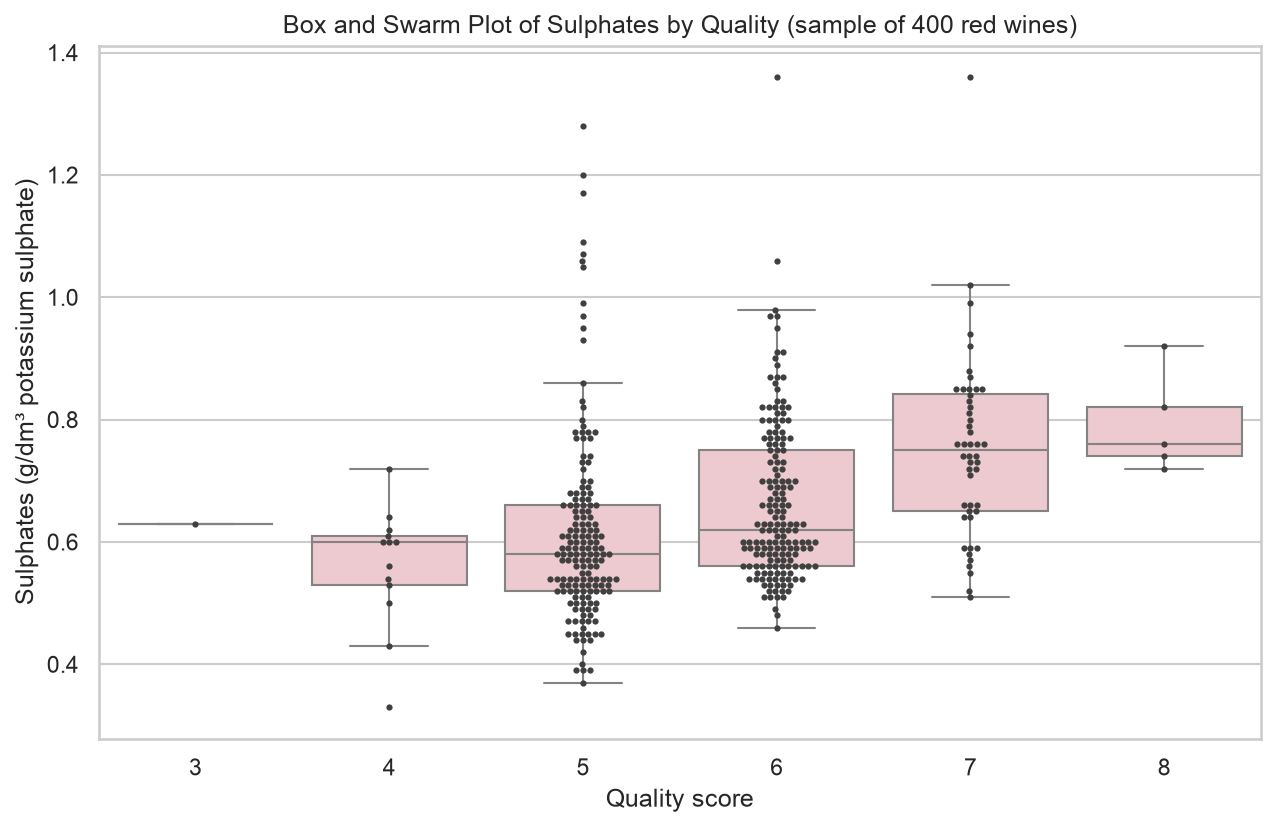 Box and Swarm Plot of Sulphates by Quality (sample of 400 red wines)
Sulphates (g/dm³ potassium sulphate)
1.4
1.2
1.0
0.8
0.6
0.4
3 4 5 6 7 8
Quality score